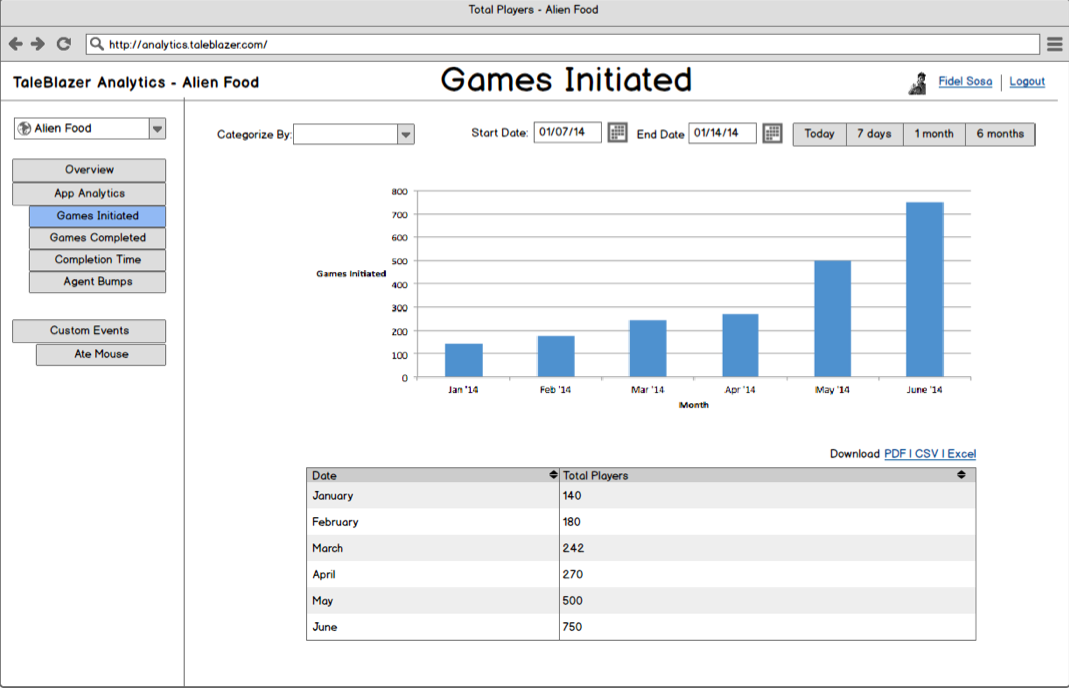 Total Players - Alien Food
http://analytics.taleblazer.com/
TaleBlazer Analytics - Alien Food
Games Initiated
Fidel Sosa | Logout
Alien Food
Overview
App Analytics
Games Initiated
Games Completed
Completion Time
Agent Bumps
Custom Events
Ate Mouse
Categorize By:
Start Date: 01/07/14
End Date 01/14/14
Today 7 days 1 month 6 months
800
700
600
500
400
300
200
100
0
Games Initiated
Jan '14 Feb '14 Mar '14 Apr '14 May '14 June '14
Month
Download PDF | CSV | Excel
Date Total Players
January 140
February 180
March 242
April 270
May 500
June 750